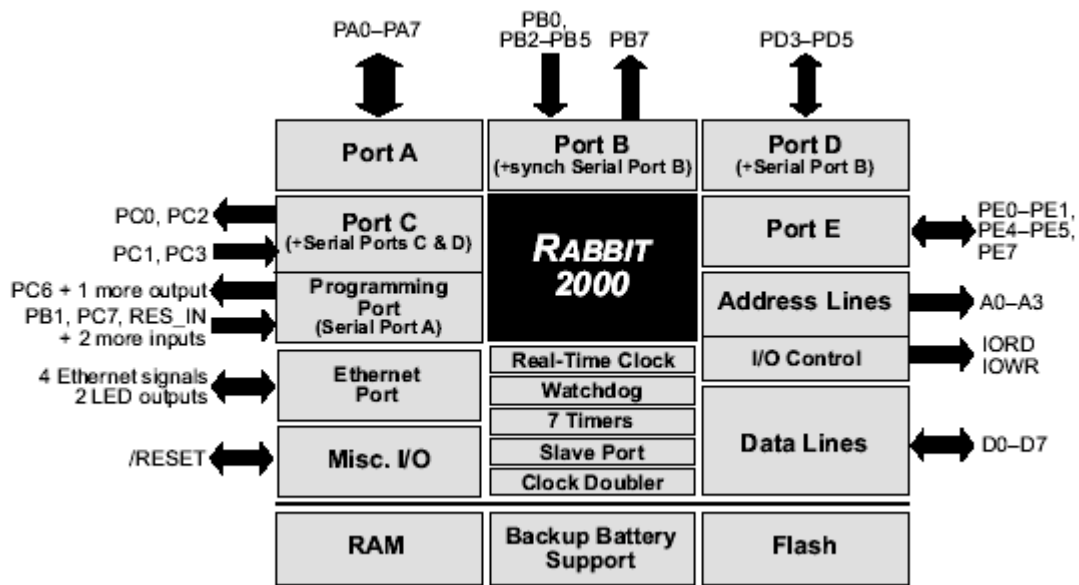 PA0–PA7
PB0,
PB2–PB5
PB7
PD3–PD5
Port A
Port B
(+synch Serial Port B)
Port D
(+Serial Port B)
PC0, PC2
PC1, PC3
Port C
(+Serial Ports C & D)
RABBIT
2000
Port E
PE0–PE1,
PE4–PE5,
PE7
PC6 + 1 more output
PB1, PC7, RES_IN
+ 2 more inputs
Programming
Port
(Serial Port A)
Address Lines
A0–A3
I/O Control
IORD
IOWR
4 Ethernet signals
2 LED outputs
Ethernet
Port
Real-Time Clock
Watchdog
7 Timers
Slave Port
Clock Doubler
Data Lines
D0–D7
/RESET
Misc. I/O
RAM
Backup Battery
Support
Flash